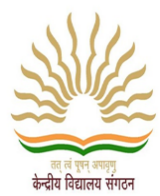 तत् त्वं पूषन् अपावृणु
केन्द्रीय विद्यालय संगठन